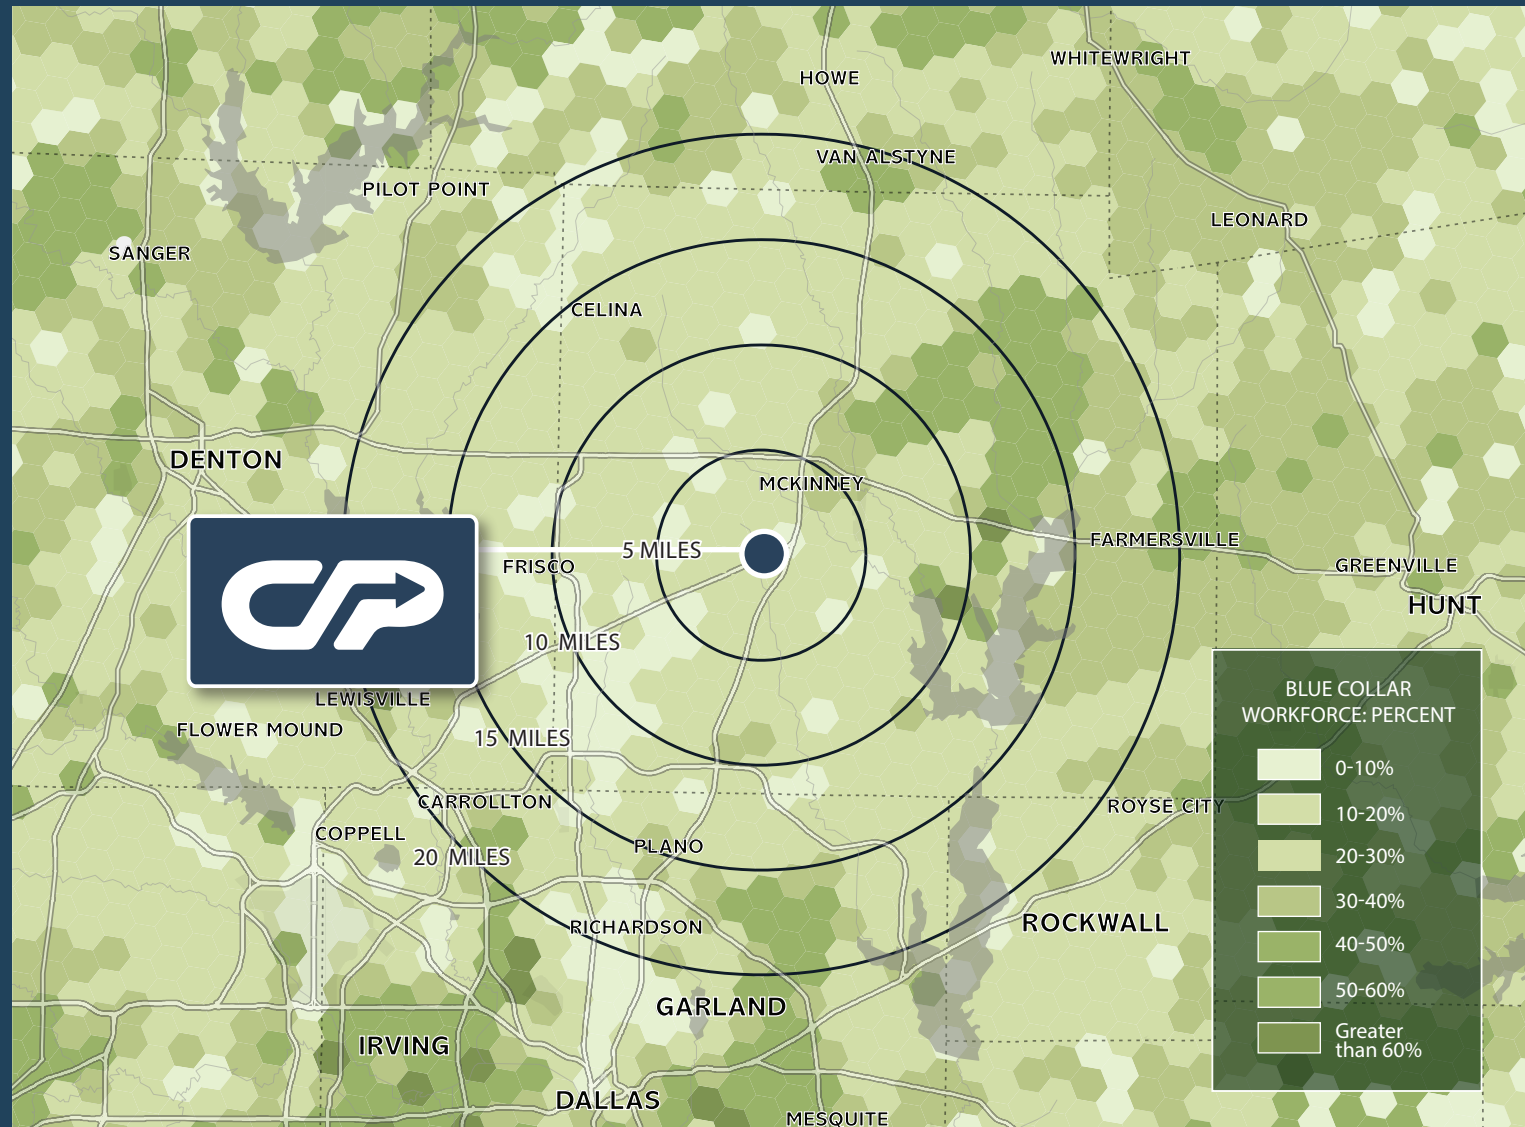 WHITEWRIGHT
HOWE
VAN ALSTYNE
PILOT POINT
LEONARD
SANGER
CELINA
DENTON
MCKINNEY
FARMERSVILLE
5 MILES
FRISCO
GREENVILLE
HUNT
10 MILES
CP
LEWISVILLE
FLOWER MOUND
15 MILES
CARROLLTON
ROYSE CITY
COPPELL
PLANO
20 MILES
RICHARDSON
ROCKWALL
GARLAND
IRVING
DALLAS
MESQUITE
BLUE COLLAR
WORKFORCE: PERCENT
0-10%
10-20%
20-30%
30-40%
40-50%
50-60%
Greater
than 60%